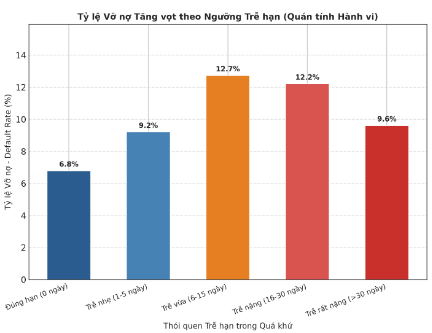 Tỷ lệ Vỡ nợ Tăng vọt theo Ngưỡng Trễ hạn (Quán tính Hành vi)
Tỷ lệ Vỡ nợ - Default Rate (%)
14
12
10
8
6
4
2
0
6.8%
9.2%
12.7%
12.2%
9.6%
Đúng hạn (0 ngày)
Trễ nhẹ (1-5 ngày)
Trễ vừa (6-15 ngày)
Trễ nặng (16-30 ngày)
Trễ rất nặng (>30 ngày)
Thói quen Trễ hạn trong Quá khứ